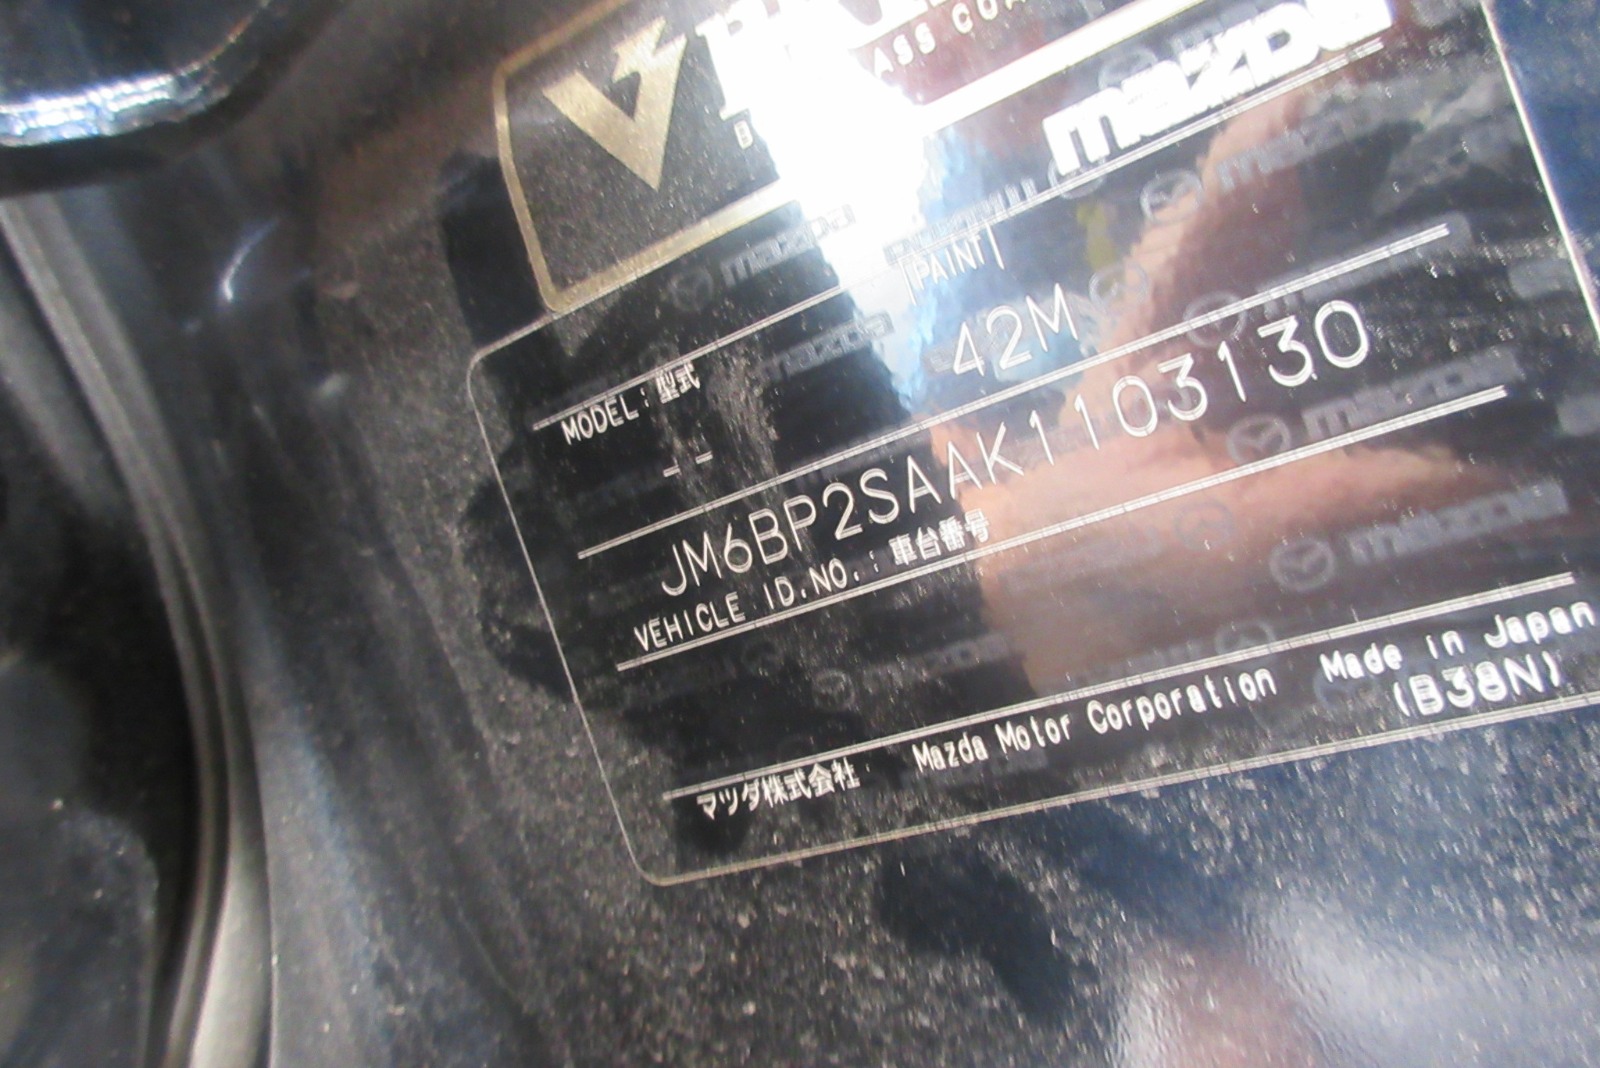 mazda
PAINT
MODEL: 型式
42M
--
JM6BP2SAAK1103130
VEHICLE ID.NO.: 車台番号
マツダ株式会社 Mazda Motor Corporation Made in Japan
(B38N)